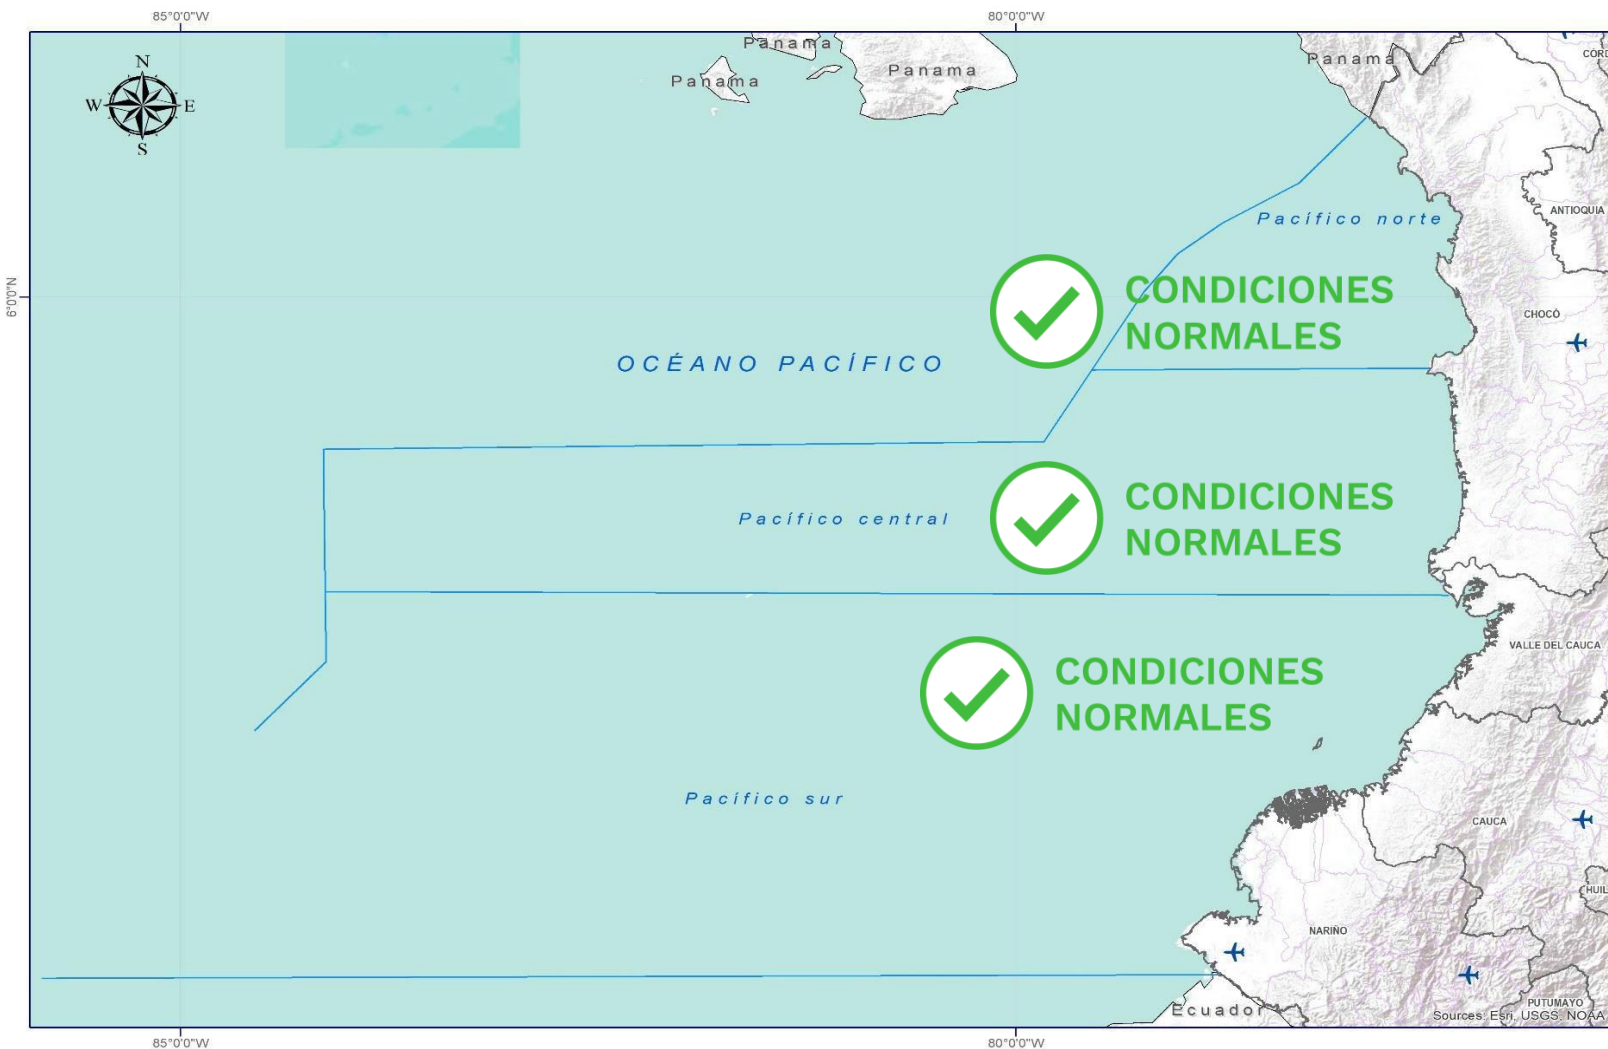 85°0'0"W
80°0'0"W
N
W
E
S
Panama
Panama
Panama
Panama
ANTIOQUIA
Pacífico norte
6°0'0"N
CONDICIONES
NORMALES
CHOCÓ
OCÉANO PACÍFICO
CONDICIONES
NORMALES
Pacífico central
VALLE DEL CAUCA
CONDICIONES
NORMALES
Pacífico sur
CAUCA
HUIL
NARIÑO
PUTUMAYO
Ecuador
Sources: Esri, USGS, NOAA
85°0'0"W
80°0'0"W